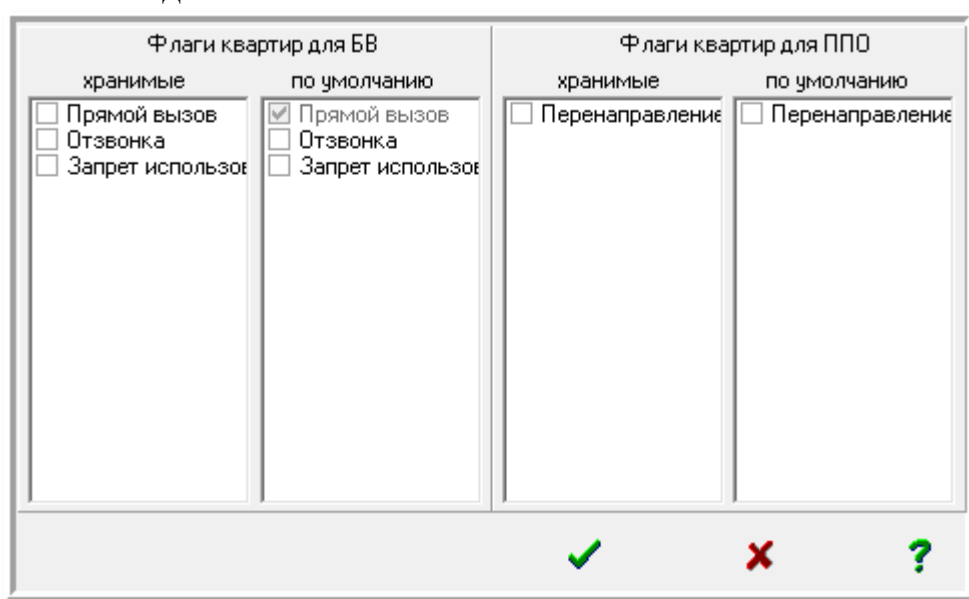 Флаги квартир для БВ
хранимые
по умолчанию
Прямой вызов
Отзвонка
Запрет использов
Прямой вызов
Отзвонка
Запрет использов
Флаги квартир для ППО
хранимые
по умолчанию
Перенаправление
Перенаправление